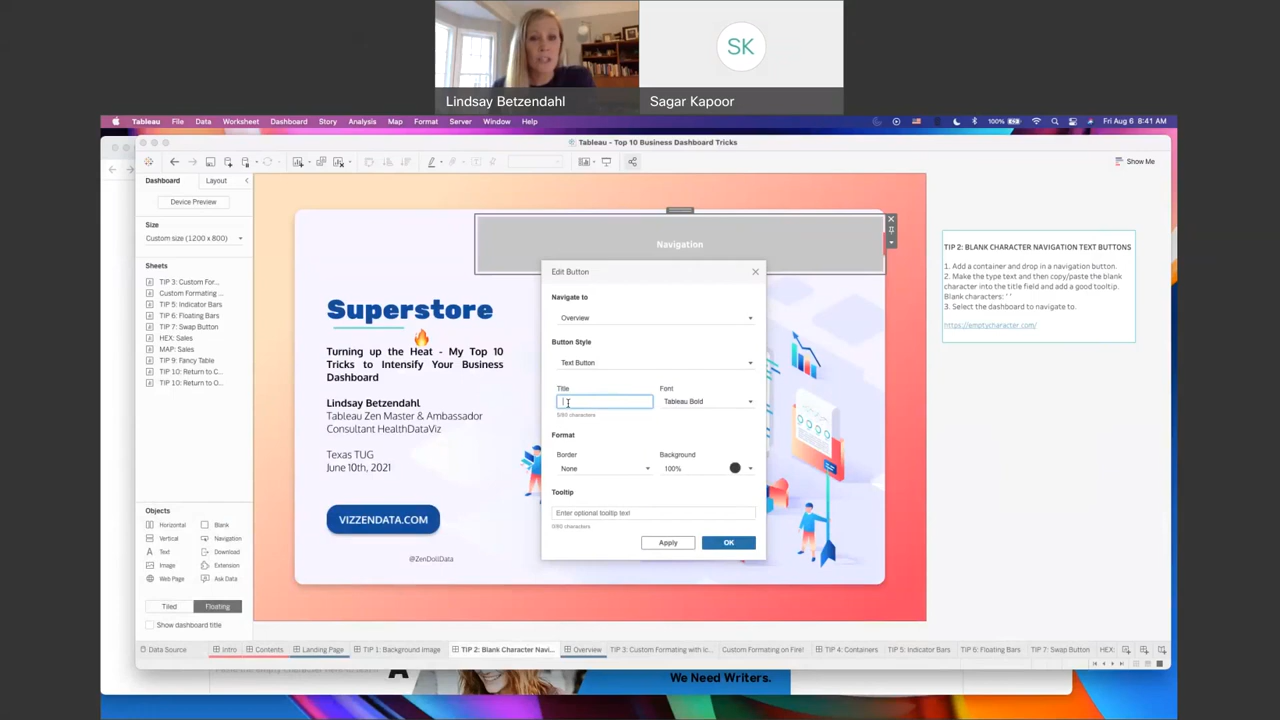 SK
Lindsay Betzendahl
Sagar Kapoor
Tableau File Data Worksheet Dashboard Story Analysis Map Format Server Window Help
100%
Fri Aug 6 8:41 AM
Tableau - Top 10 Business Dashboard Tricks
Show Me
Dashboard Layout
Device Preview
Size
Custom size (1200 x 800)
Sheets
TIP 3: Custom For...
Custom Formating ...
TIP 5: Indicator Bars
TIP 6: Floating Bars
TIP 7: Swap Button
HEX: Sales
MAP: Sales
TIP 9: Fancy Table
TIP 10: Return to C...
TIP 10: Return to O...
Objects
Horizontal Blank
Vertical Navigation
Text Download
Image Extension
Web Page Ask Data
Tiled Floating
Show dashboard title
Navigation
Superstore
Turning up the Heat - My Top 10
Tricks to Intensify Your Business
Dashboard
Lindsay Betzendahl
Tableau Zen Master & Ambassador
Consultant HealthDataViz
Texas TUG
June 10th, 2021
VIZZENDATA.COM
@ZenDollData
Edit Button
Navigate to
Overview
Button Style
Text Button
Title Font
Tableau Bold
0/80 characters
Format
Border Background
None 100%
Tooltip
Enter optional tooltip text
0/80 characters
Apply OK
TIP 2: BLANK CHARACTER NAVIGATION TEXT BUTTONS
1. Add a container and drop in a navigation button.
2. Make the type text and then copy/paste the blank
character into the title field and add a good tooltip.
Blank characters: ' '
3. Select the dashboard to navigate to.
https://emptycharacter.com/
Data Source Intro Contents Landing Page TIP 1: Background Image TIP 2: Blank Character Navi... Overview TIP 3: Custom Formating with ic... Custom Formating on Fire! TIP 4: Containers TIP 5: Indicator Bars TIP 6: Floating Bars TIP 7: Swap Button HEX:
We Need Writers.